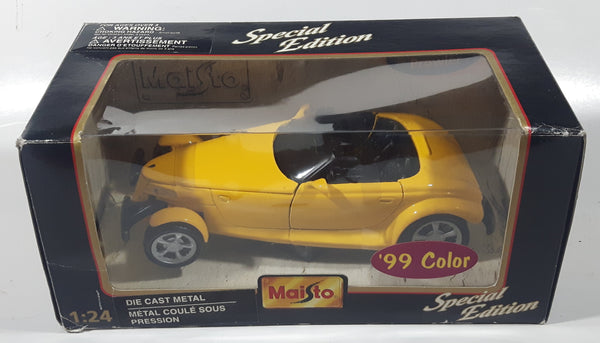 WARNING:
CHOKING HAZARD
AVERTISSEMENT
DANGER D'ÉTOUFFEMENT
Special
Edition
Maisto
'99 Color
1:24
DIE CAST METAL
MÉTAL COULÉ SOUS
PRESSION
Maisto
Special
Edition